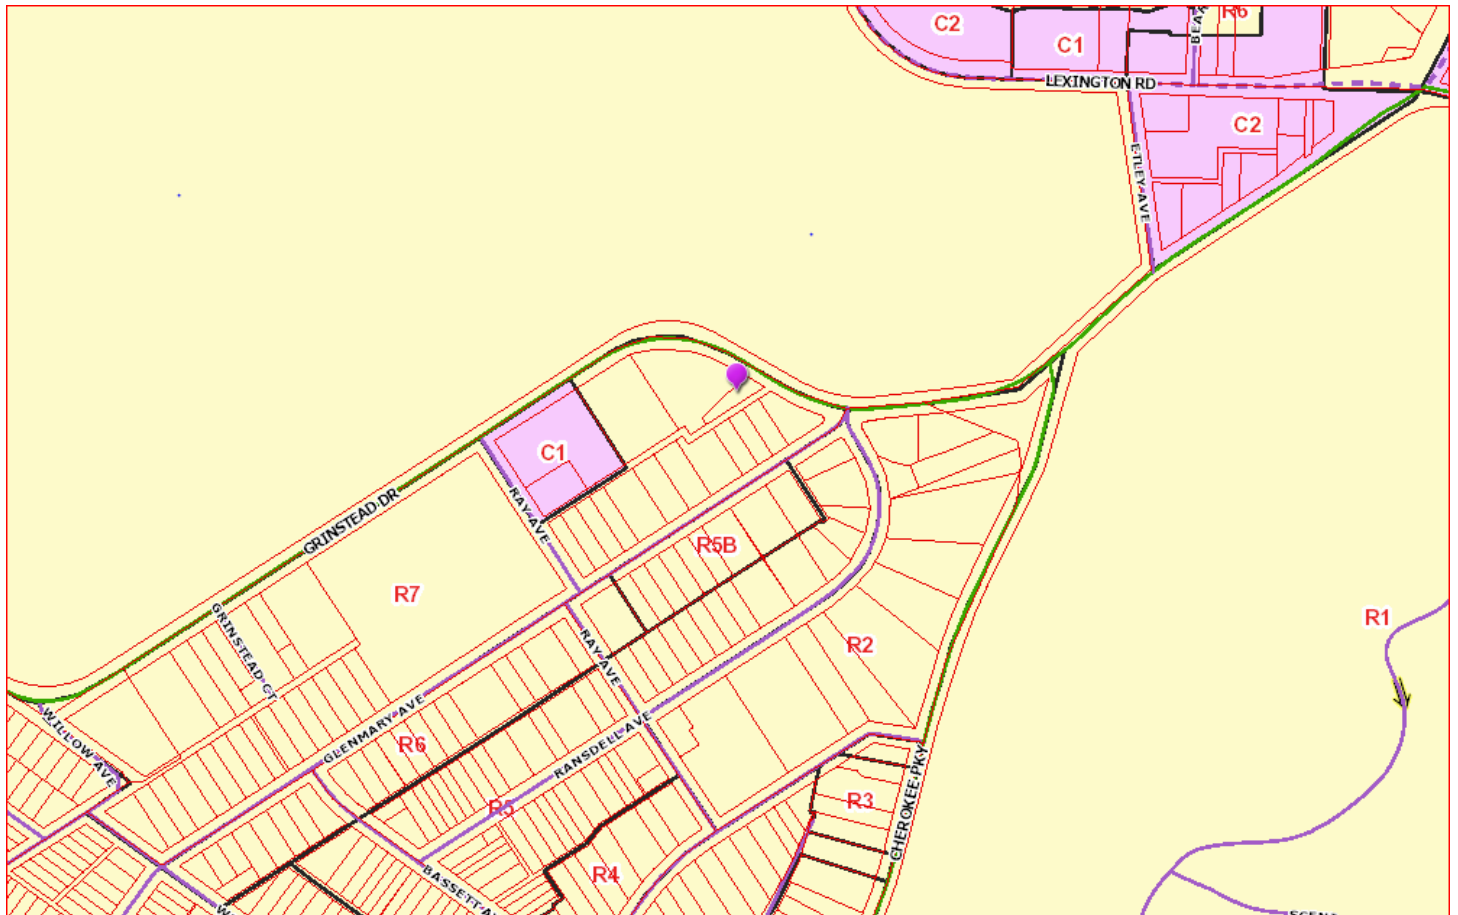 C2
R6
C1
LEXINGTON RD
C2
ETLEY AVE
C1
GRINSTEAD DR
RAY AVE
R5B
R7
GRINSTEAD CT
R1
RAY AVE
R2
WILLOW AVE
GLENMARY AVE
R6
RANSDELL AVE
R5
R3
CHEROKEE PKY
R4
BASSETT A